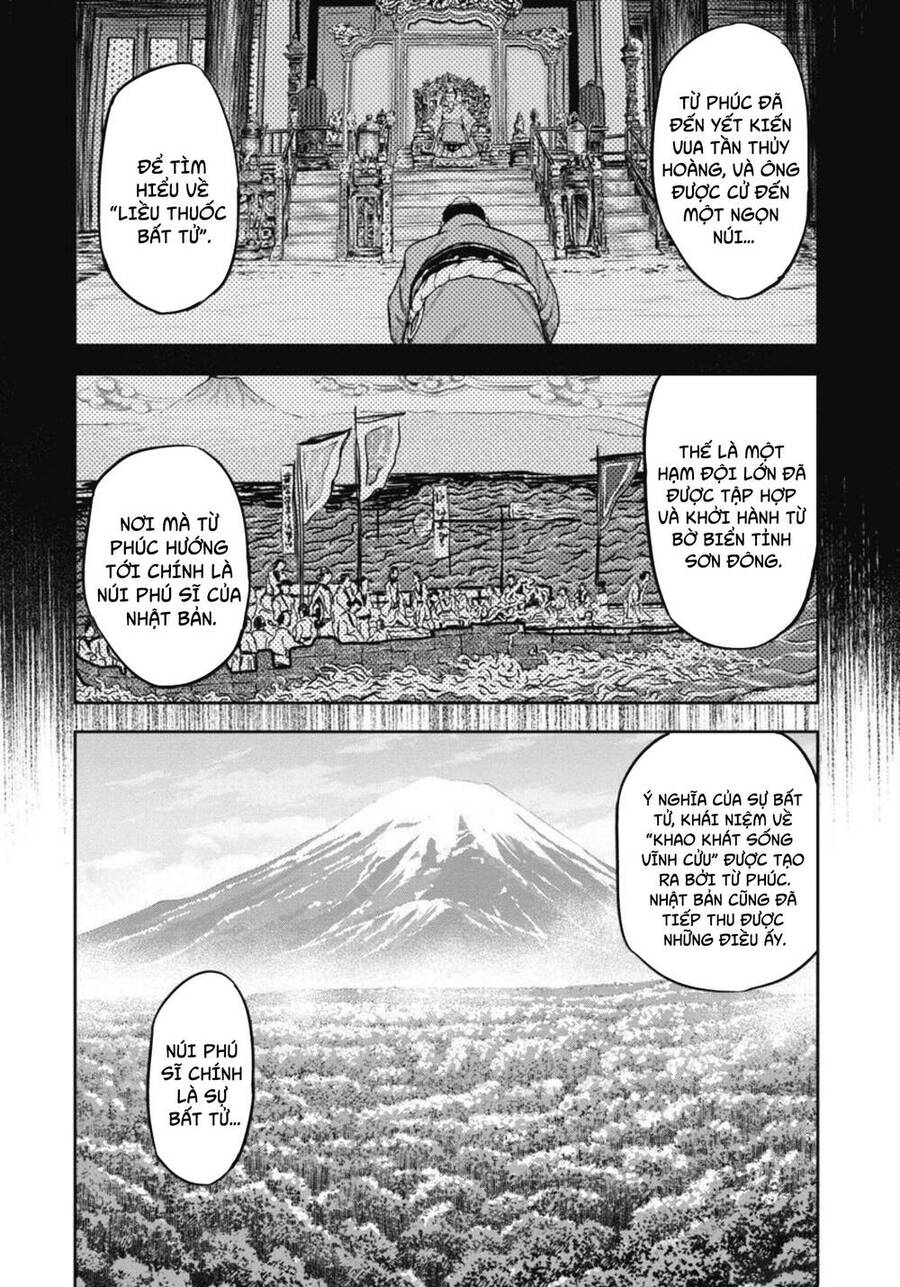 TỪ PHÚC ĐÃ
ĐẾN YẾT KIẾN
VUA TẦN THỦY
HOÀNG, VÀ ÔNG
ĐƯỢC CỬ ĐẾN
MỘT NGỌN
NÚI...
ĐỂ TÌM
HIỂU VỀ
“LIỀU THUỐC
BẤT TỬ”.
THẾ LÀ MỘT
HẠM ĐỘI LỚN ĐÃ
ĐƯỢC TẬP HỢP
VÀ KHỞI HÀNH TỪ
BỜ BIỂN TỈNH
SƠN ĐÔNG.
NƠI MÀ TỪ
PHÚC HƯỚNG
TỚI CHÍNH LÀ
NÚI PHÚ SĨ CỦA
NHẬT BẢN.
Ý NGHĨA CỦA SỰ BẤT
TỬ, KHÁI NIỆM VỀ
“KHAO KHÁT SỐNG
VĨNH CỬU” ĐƯỢC TẠO
RA BỞI TỪ PHÚC.
NHẬT BẢN CŨNG ĐÃ
TIẾP THU ĐƯỢC
NHỮNG ĐIỀU ẤY.
NÚI PHÚ
SĨ CHÍNH
LÀ SỰ
BẤT TỬ...